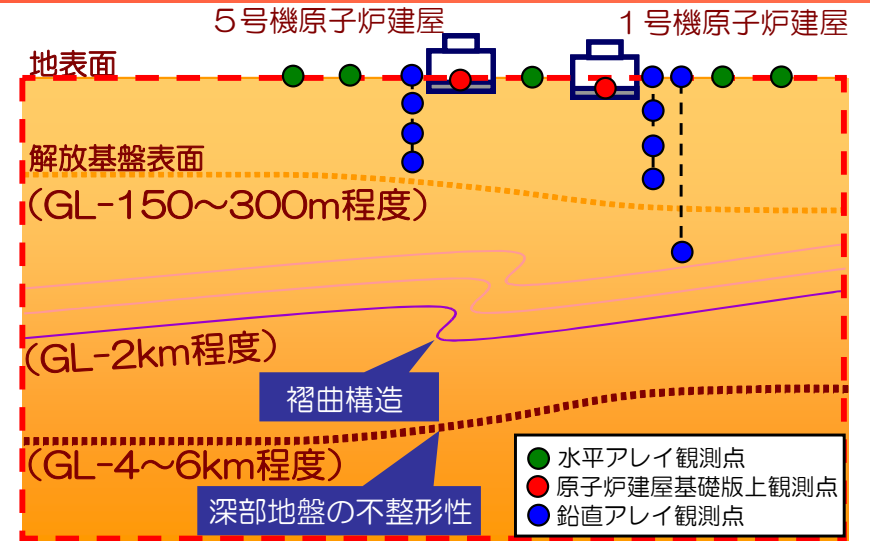 5号機原子炉建屋
1号機原子炉建屋
地表面
解放基盤表面
(GL-150～300m程度)
(GL-2km程度)
褶曲構造
(GL-4～6km程度)
深部地盤の不整形性
水平アレイ観測点
原子炉建屋基礎版上観測点
鉛直アレイ観測点